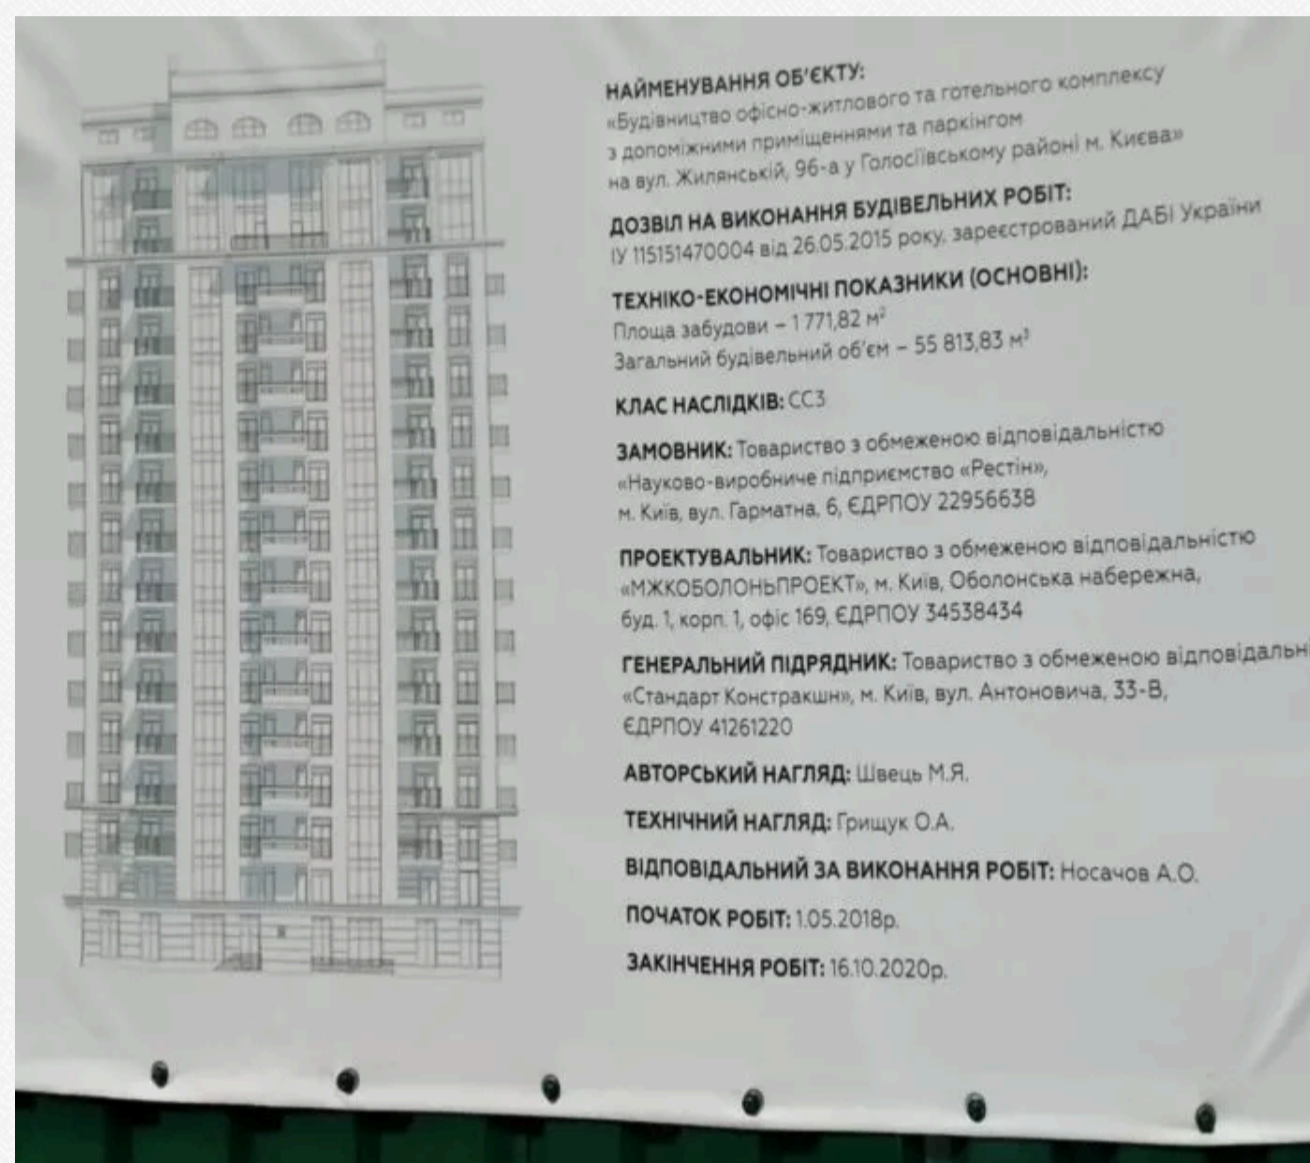 НАЙМЕНУВАННЯ ОБ'ЄКТУ:
«Будівництво офісно-житлового та готельного комплексу
з допоміжними приміщеннями та паркінгом
на вул. Жилянській, 96-а у Голосіївському районі м. Києва»
ДОЗВІЛ НА ВИКОНАННЯ БУДІВЕЛЬНИХ РОБІТ:
ІУ 115151470004 від 26.05.2015 року, зареєстрований ДАБІ України
ТЕХНІКО-ЕКОНОМІЧНІ ПОКАЗНИКИ (ОСНОВНІ):
Площа забудови – 1 771,82 м²
Загальний будівельний об'єм – 55 813,83 м³
КЛАС НАСЛІДКІВ: СС3
ЗАМОВНИК: Товариство з обмеженою відповідальністю
«Науково-виробниче підприємство «Рестін»,
м. Київ, вул. Гарматна, 6, ЄДРПОУ 22956638
ПРОЕКТУВАЛЬНИК: Товариство з обмеженою відповідальністю
«МЖКОБОЛОНЬПРОЕКТ», м. Київ, Оболонська набережна,
буд. 1, корп. 1, офіс 169, ЄДРПОУ 34538434
ГЕНЕРАЛЬНИЙ ПІДРЯДНИК: Товариство з обмеженою відповідальн
«Стандарт Констракшн», м. Київ, вул. Антоновича, 33-В,
ЄДРПОУ 41261220
АВТОРСЬКИЙ НАГЛЯД: Швець М.Я.
ТЕХНІЧНИЙ НАГЛЯД: Грищук О.А.
ВІДПОВІДАЛЬНИЙ ЗА ВИКОНАННЯ РОБІТ: Носачов А.О.
ПОЧАТОК РОБІТ: 1.05.2018р.
ЗАКІНЧЕННЯ РОБІТ: 16.10.2020р.